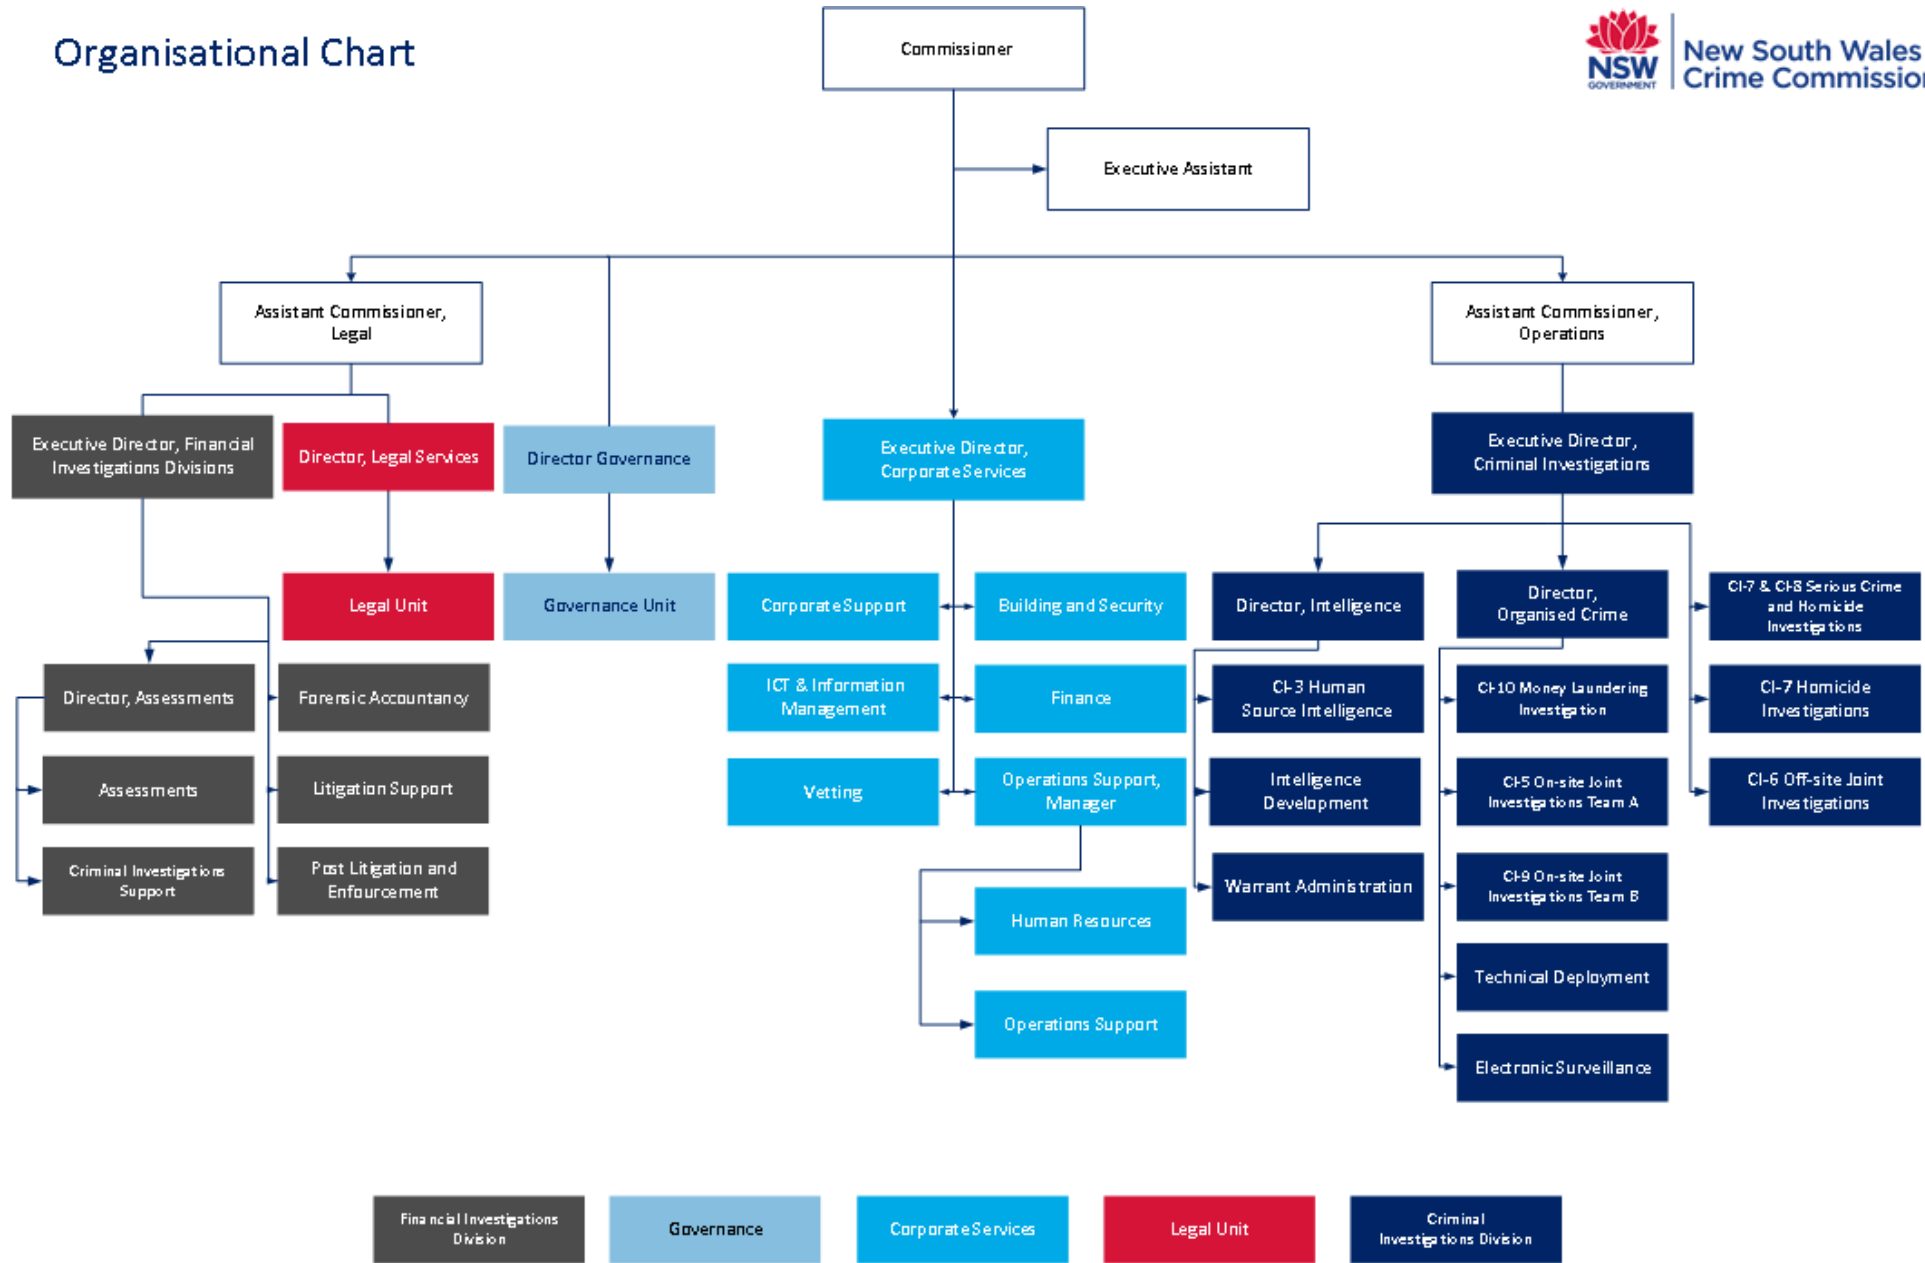 Organisational Chart
Commissioner
NSW
GOVERNMENT
New South Wales
Crime Commission
Executive Assistant
Assistant Commissioner,
Legal
Assistant Commissioner,
Operations
Executive Director, Financial
Investigations Divisions
Director, Legal Services
Director Governance
Executive Director,
Corporate Services
Executive Director,
Criminal Investigations
Legal Unit
Governance Unit
Corporate Support
Building and Security
Director, Intelligence
Director,
Organised Crime
CI-7 & CI-8 Serious Crime
and Homicide
Investigations
Director, Assessments
Forensic Accountancy
ICT & Information
Management
Finance
CI-3 Human
Source Intelligence
CI-10 Money Laundering
Investigation
CI-7 Homicide
Investigations
Assessments
Litigation Support
Vetting
Operations Support,
Manager
Intelligence
Development
CI-5 On-site Joint
Investigations Team A
CI-6 Off-site Joint
Investigations
Criminal Investigations
Support
Post Litigation and
Enfourcement
Warrant Administration
CI-9 On-site Joint
Investigations Team B
Human Resources
Technical Deployment
Operations Support
Electronic Surveillance
Financial Investigations
Division
Governance
Corporate Services
Legal Unit
Criminal
Investigations Division